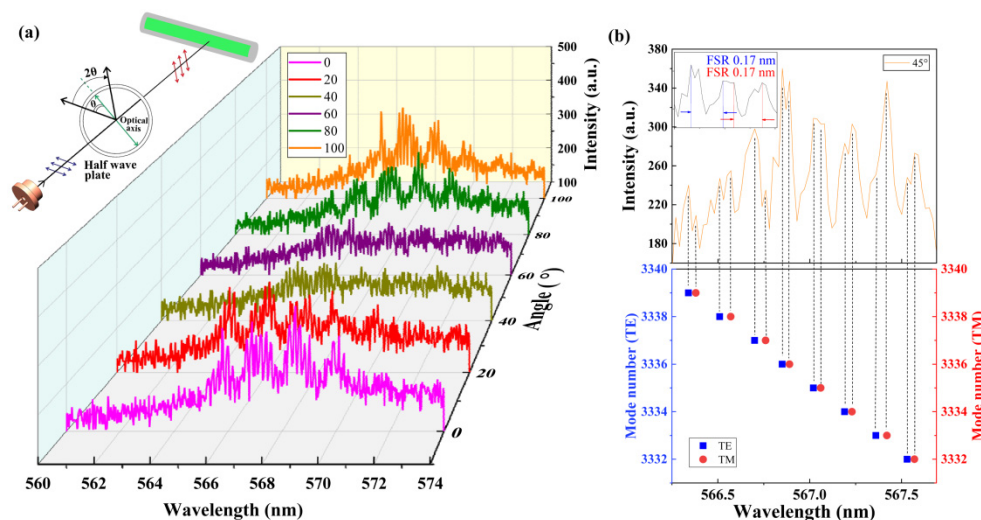 (a)
2θ
θ
Optical
axis
Half wave
plate
0
20
40
60
80
100
500
400
300
200
100
Intensity (a.u.)
100
80
60
40
20
0
Angle (°)
560
562
564
566
568
570
572
574
Wavelength (nm)
(b)
380
340
300
260
220
180
Intensity (a.u.)
FSR 0.17 nm
FSR 0.17 nm
45°
3340
3338
3336
3334
3332
Mode number (TE)
TE
TM
3340
3338
3336
3334
3332
Mode number (TM)
566.5
567.0
567.5
Wavelength (nm)